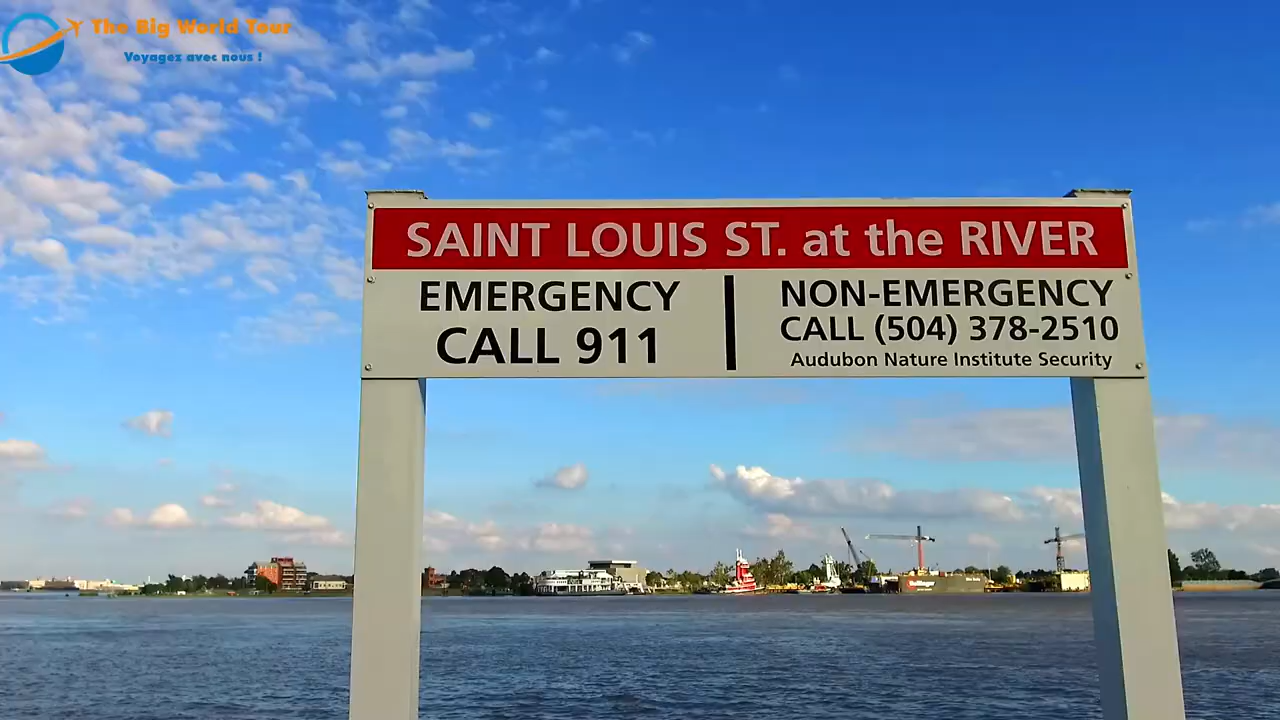 The Big World Tour
Voyagez avec nous !
SAINT LOUIS ST. at the RIVER
EMERGENCY
CALL 911
NON-EMERGENCY
CALL (504) 378-2510
Audubon Nature Institute Security